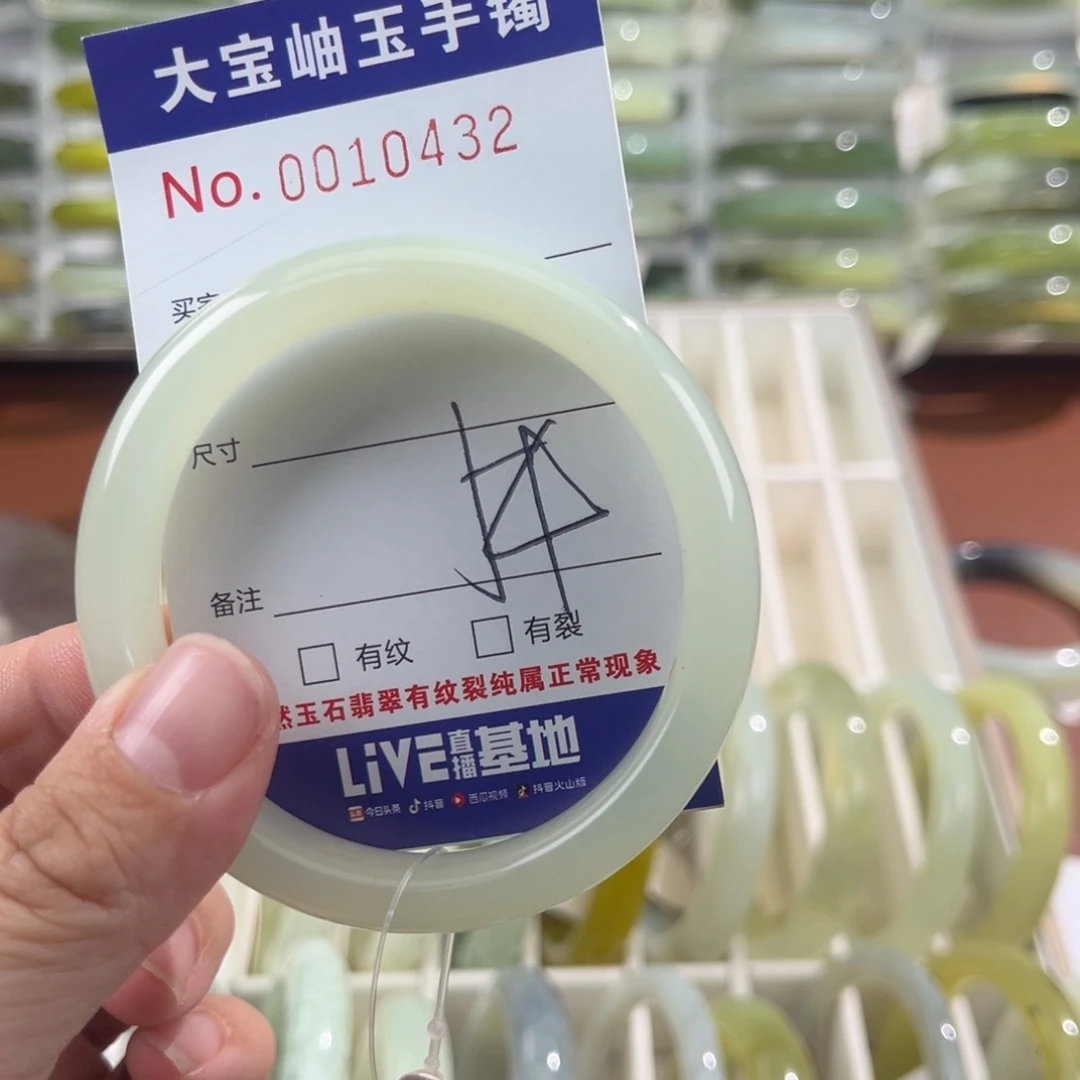 大宝岫玉手镯
No. 0010432
买家
尺寸
备注
有纹 有裂
然玉石翡翠有纹裂纯属正常现象
LiVE直播基地
今日头条 抖音 西瓜视频 抖音火山版